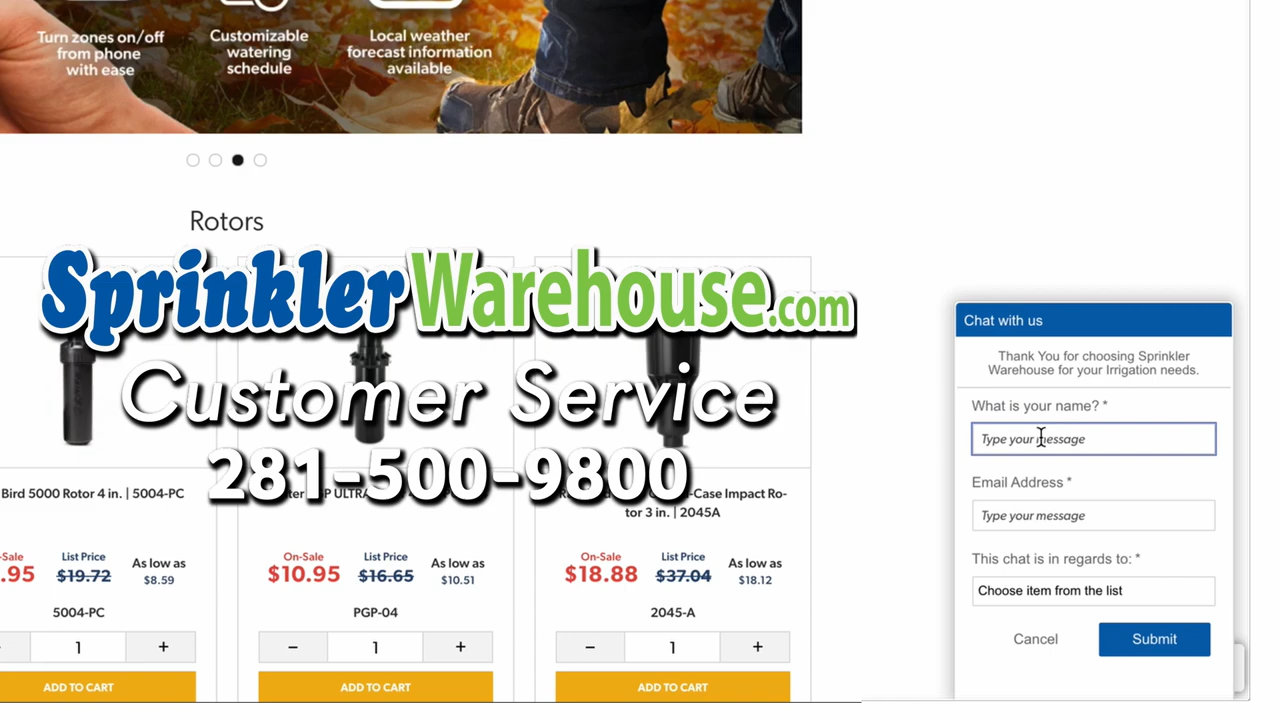 Turn zones on/off
from phone
with ease
Customizable
watering
schedule
Local weather
forecast information
available
Rotors
SprinklerWarehouse.com
Customer Service
281-500-9800
Bird 5000 Rotor 4 in. | 5004-PC
ULTRA
-Case Impact Ro-
tor 3 in. | 2045A
-Sale
.95
List Price
$19.72
As low as
$8.59
On-Sale
$10.95
List Price
$16.65
As low as
$10.51
On-Sale
$18.88
List Price
$37.04
As low as
$18.12
5004-PC
PGP-04
2045-A
1 +
− 1 +
− 1 +
ADD TO CART
ADD TO CART
ADD TO CART
Chat with us
Thank You for choosing Sprinkler
Warehouse for your Irrigation needs.
What is your name? *
Type your message
Email Address *
Type your message
This chat is in regards to: *
Choose item from the list
Cancel
Submit